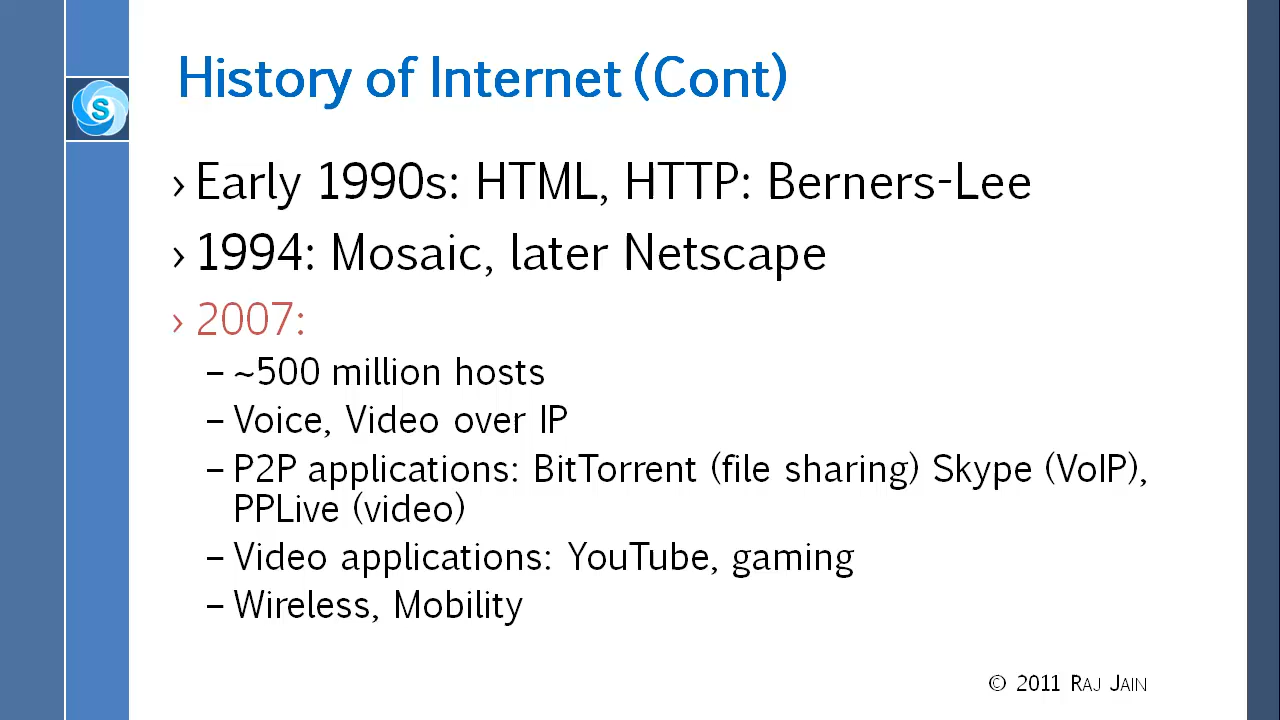 History of Internet (Cont)
S
› Early 1990s: HTML, HTTP: Berners-Lee
› 1994: Mosaic, later Netscape
› 2007:
– ~500 million hosts
– Voice, Video over IP
– P2P applications: BitTorrent (file sharing) Skype (VoIP),
PPLive (video)
– Video applications: YouTube, gaming
– Wireless, Mobility
© 2011 RAJ JAIN